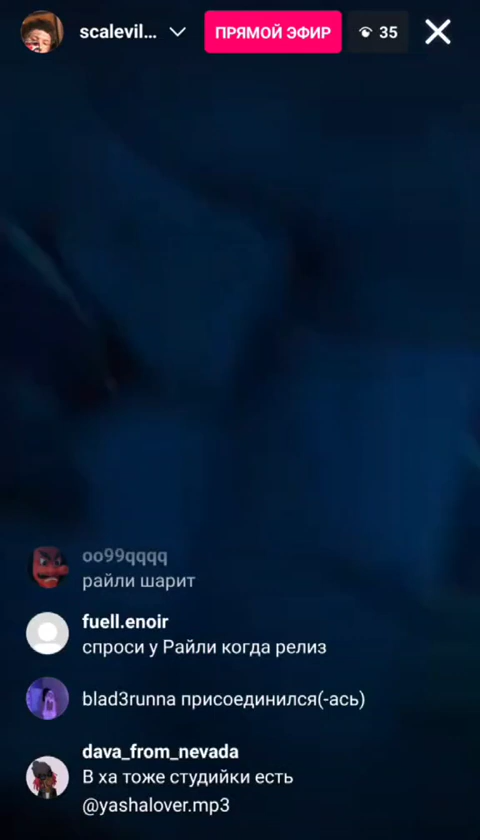 scalevil...
ПРЯМОЙ ЭФИР
35
oo99qqqq
райли шарит
fuell.enoir
спроси у Райли когда релиз
blad3runna присоединился(-ась)
dava_from_nevada
В ха тоже студийки есть
@yashalover.mp3